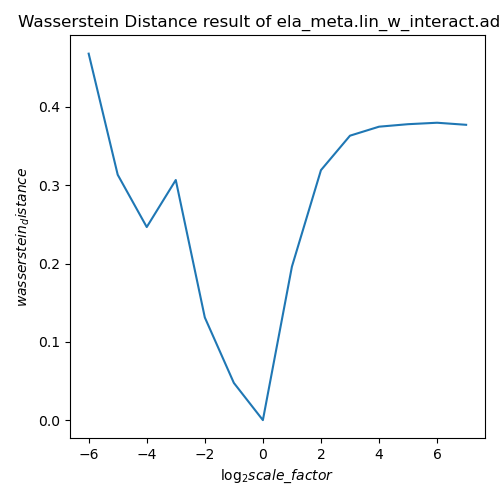 Wasserstein Distance result of ela_meta.lin_w_interact.ad
0.4
0.3
0.2
0.1
0.0
wasserstein_distance
−6 −4 −2 0 2 4 6
log₂scale_factor